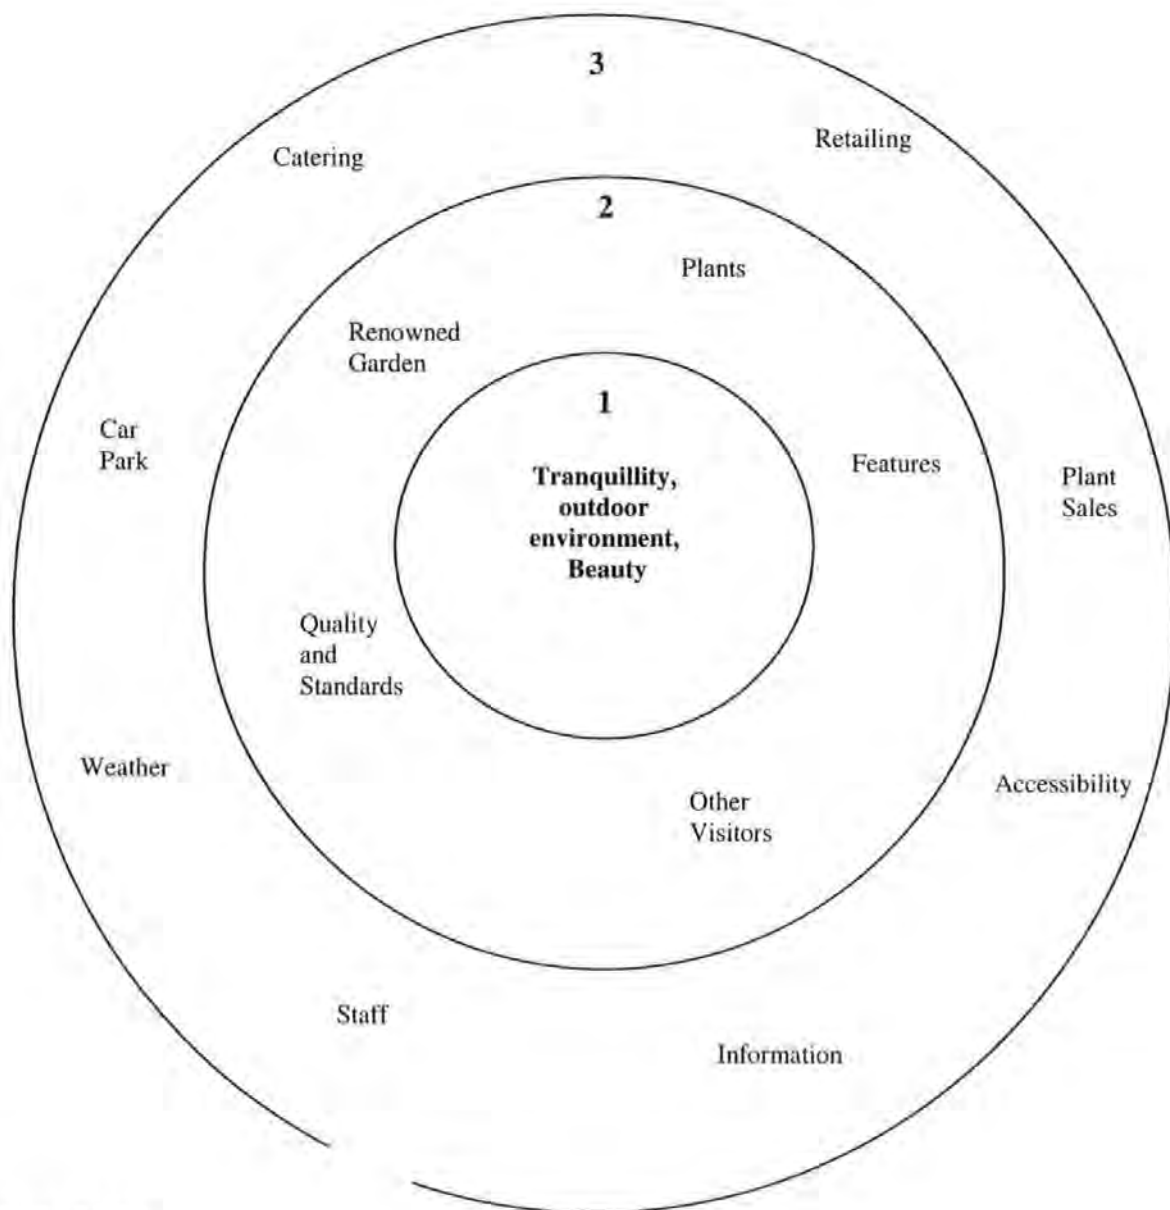 3
Retailing
Catering
2
Plants
Renowned
Garden
1
Car
Park
Features
Tranquillity,
outdoor
environment,
Beauty
Plant
Sales
Quality
and
Standards
Weather
Accessibility
Other
Visitors
Staff
Information